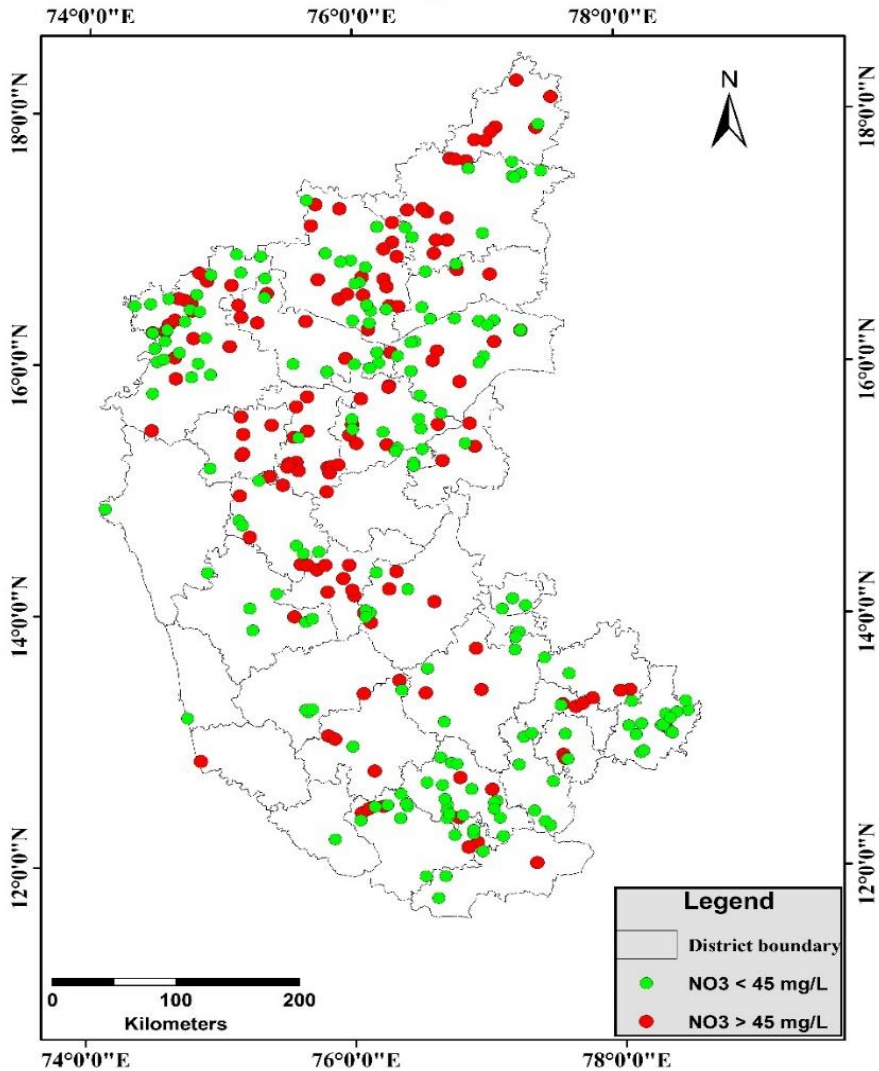 74°0'0"E 76°0'0"E 78°0'0"E
N
18°0'0"N 18°0'0"N
16°0'0"N 16°0'0"N
14°0'0"N 14°0'0"N
12°0'0"N 12°0'0"N
Legend
District boundary
NO3 < 45 mg/L
NO3 > 45 mg/L
0 100 200
Kilometers
74°0'0"E 76°0'0"E 78°0'0"E